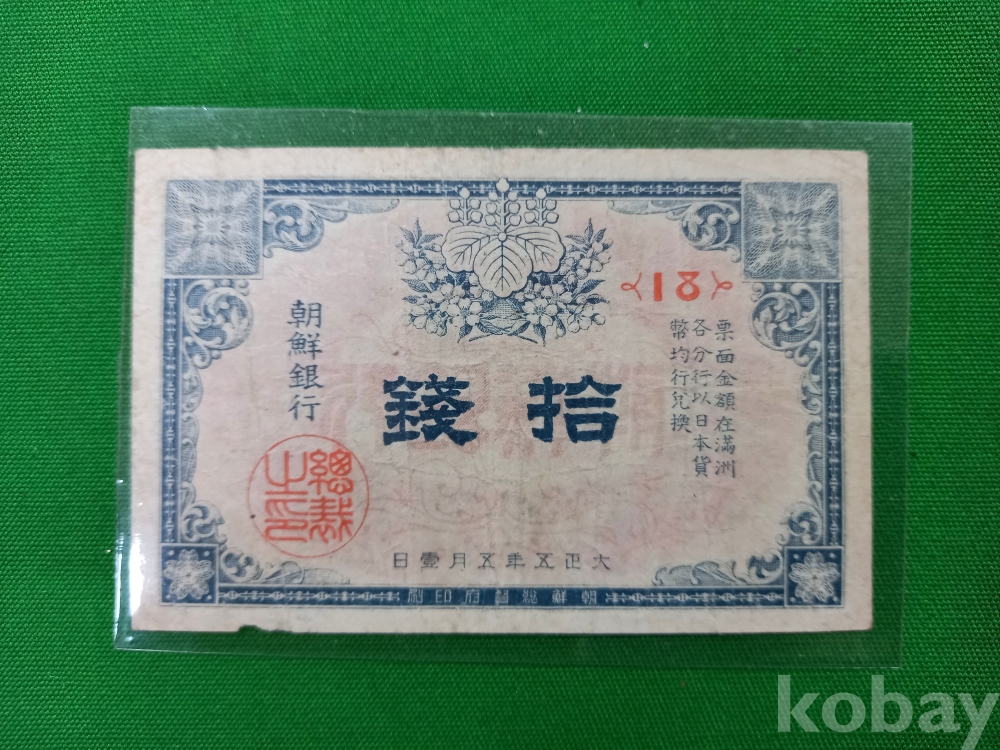 拾錢
18
票面金額在滿洲
各分行以日本貨
幣均行兌換
朝鮮銀行
總裁之印
大正五年五月壹日
朝鮮總督府印刷
kobay